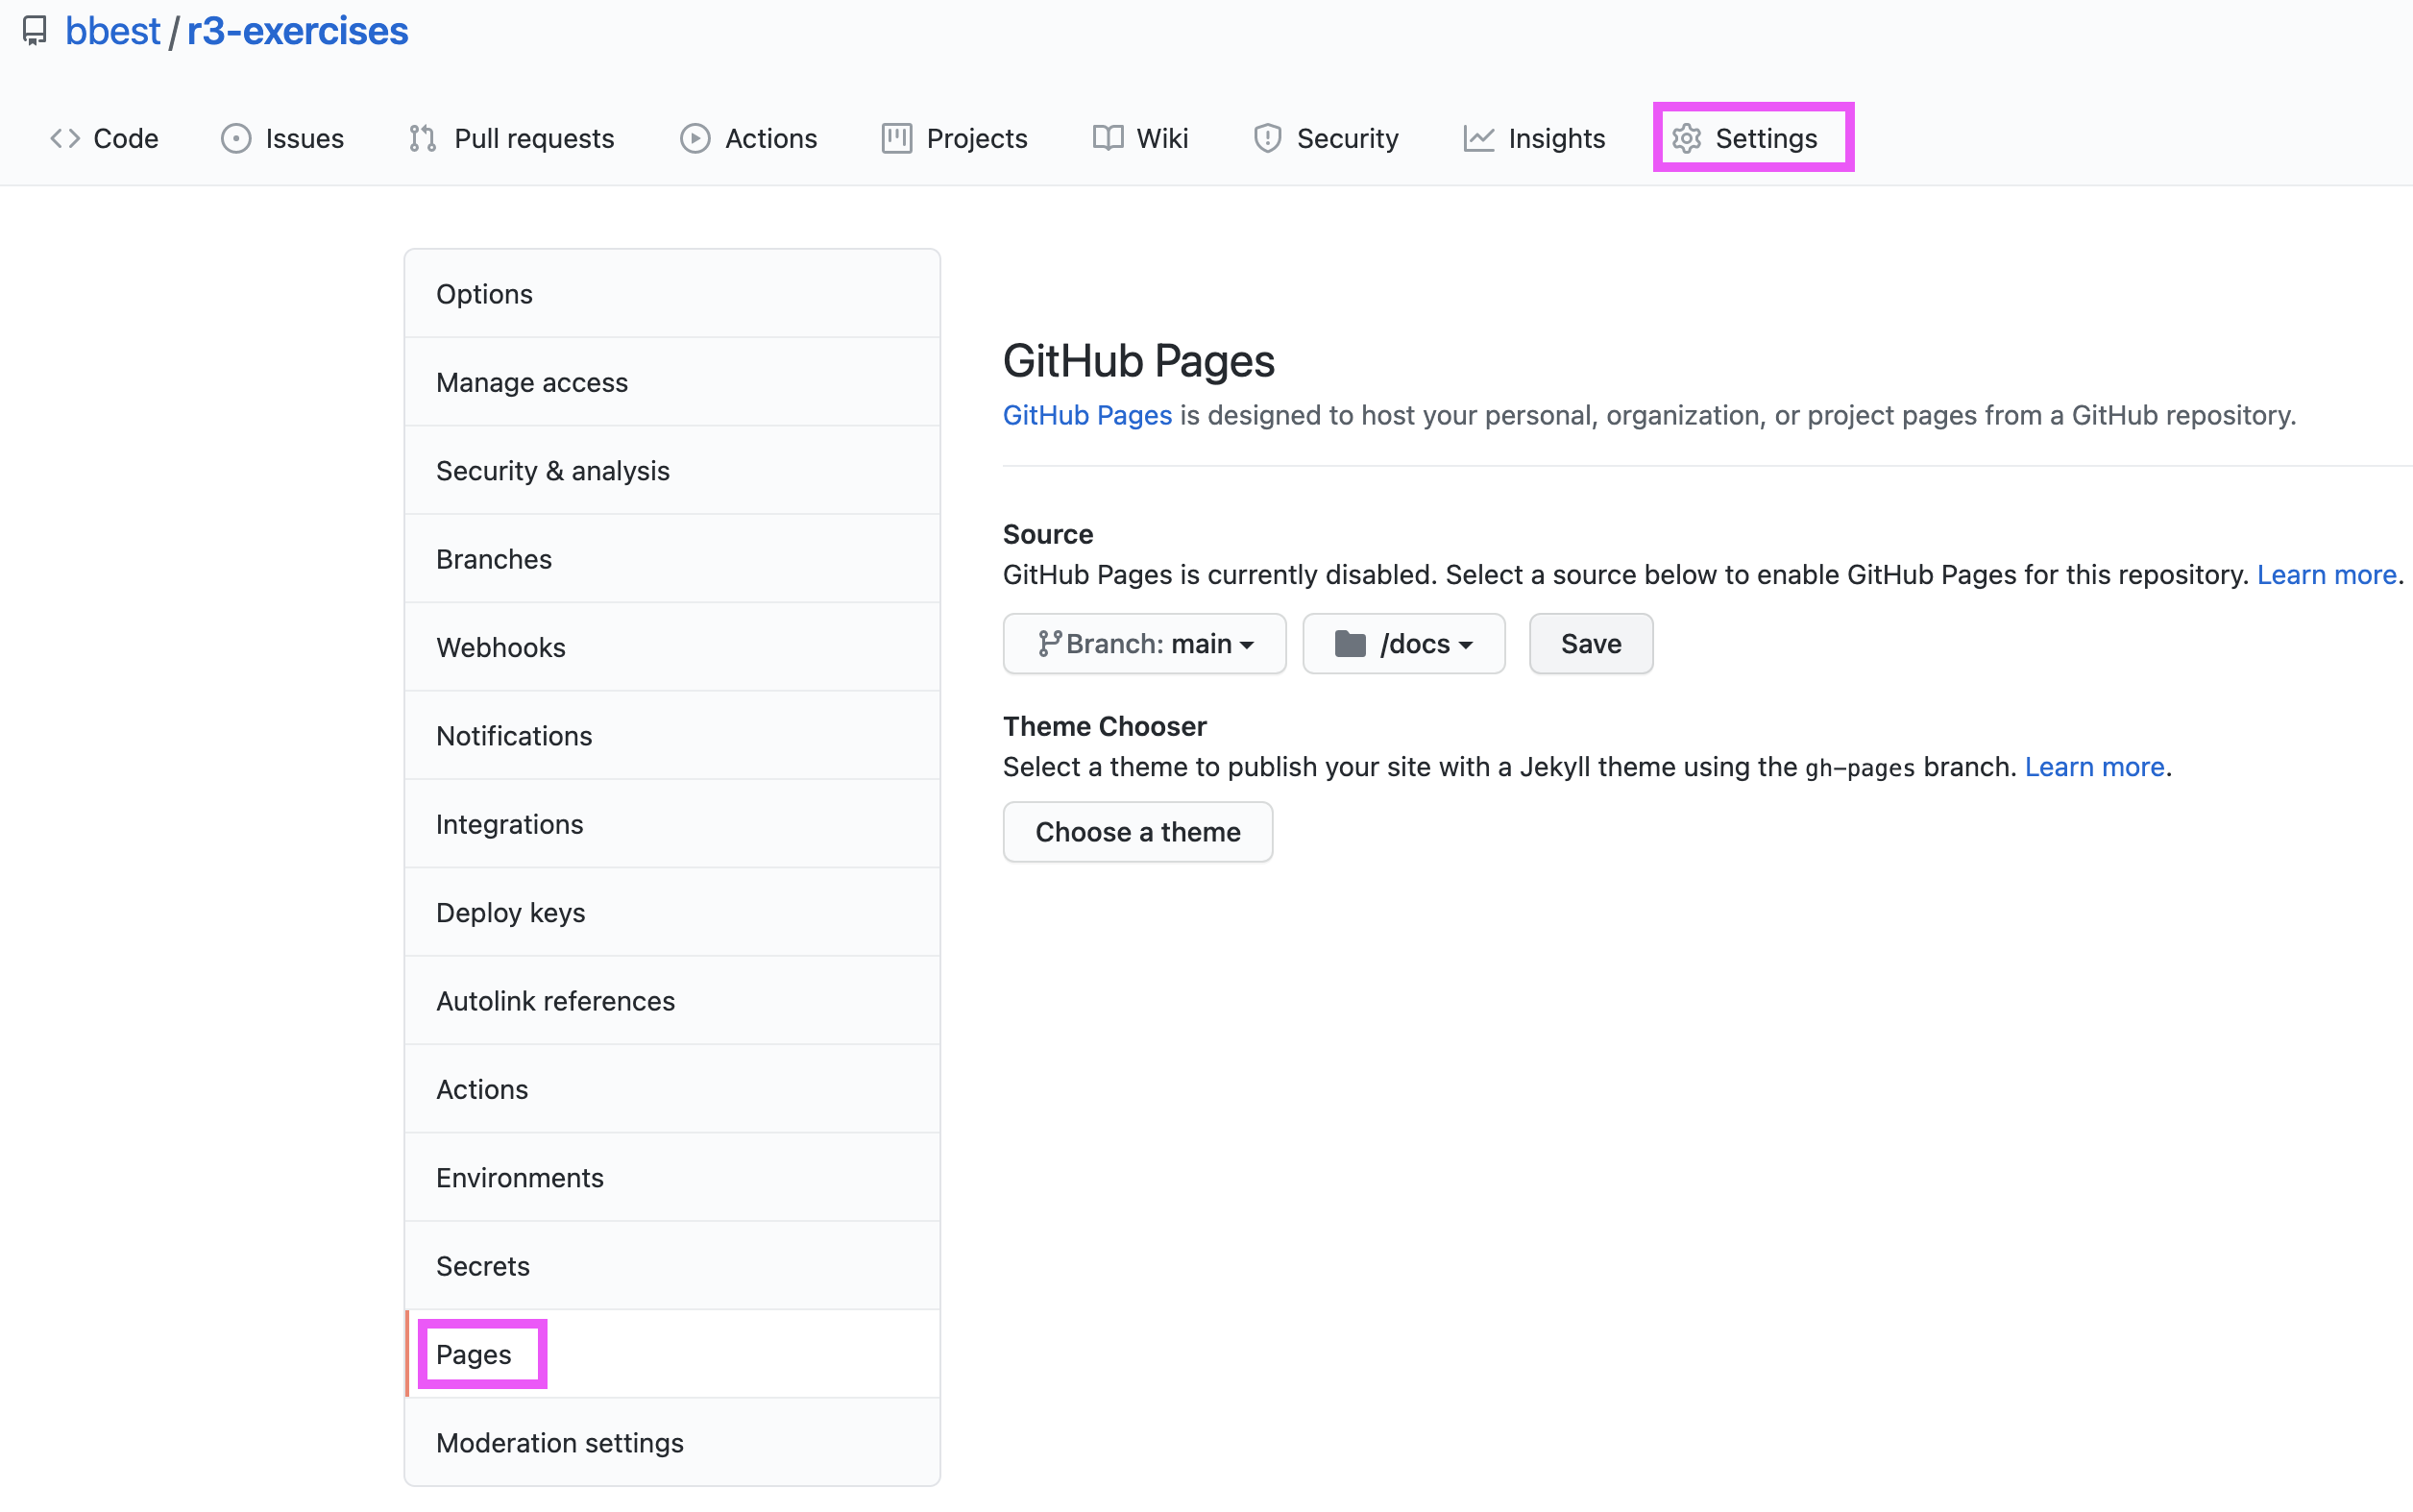 bbest / r3-exercises
Code Issues Pull requests Actions Projects Wiki Security Insights Settings
Options
Manage access
Security & analysis
Branches
Webhooks
Notifications
Integrations
Deploy keys
Autolink references
Actions
Environments
Secrets
Pages
Moderation settings
GitHub Pages
GitHub Pages is designed to host your personal, organization, or project pages from a GitHub repository.
Source
GitHub Pages is currently disabled. Select a source below to enable GitHub Pages for this repository. Learn more.
Branch: main /docs Save
Theme Chooser
Select a theme to publish your site with a Jekyll theme using the gh-pages branch. Learn more.
Choose a theme